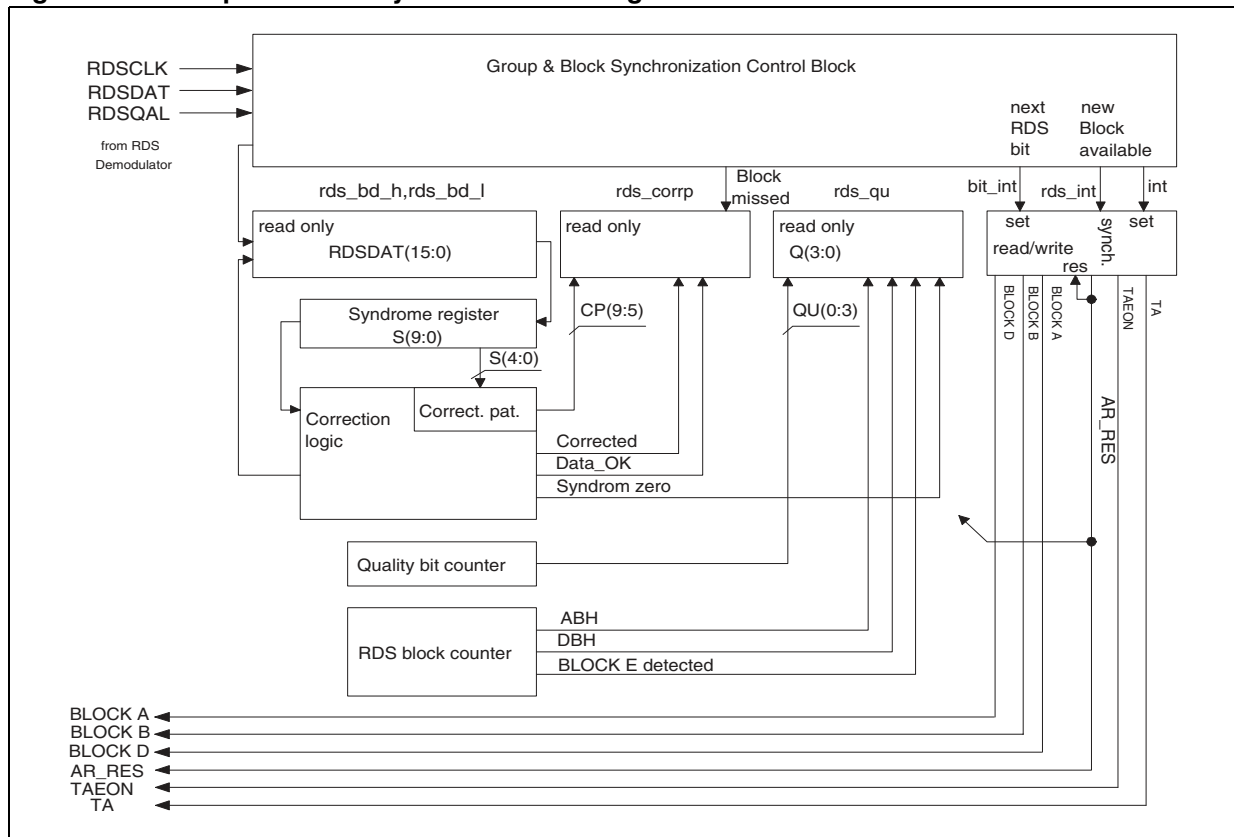 Group & Block Synchronization Control Block
RDSCLK
RDSDAT
RDSQAL
from RDS
Demodulator
next
RDS
bit
new
Block
available
rds_bd_h,rds_bd_l
rds_corrp
Block
missed
rds_qu
bit_int
rds_int
int
read only
RDSDAT(15:0)
read only
read only
Q(3:0)
set
synch.
set
read/write
res
Syndrome register
S(9:0)
S(4:0)
CP(9:5)
QU(0:3)
BLOCK D
BLOCK B
BLOCK A
TAEON
TA
AR_RES
Correction
logic
Correct. pat.
Corrected
Data_OK
Syndrom zero
Quality bit counter
RDS block counter
ABH
DBH
BLOCK E detected
BLOCK A
BLOCK B
BLOCK D
AR_RES
TAEON
TA